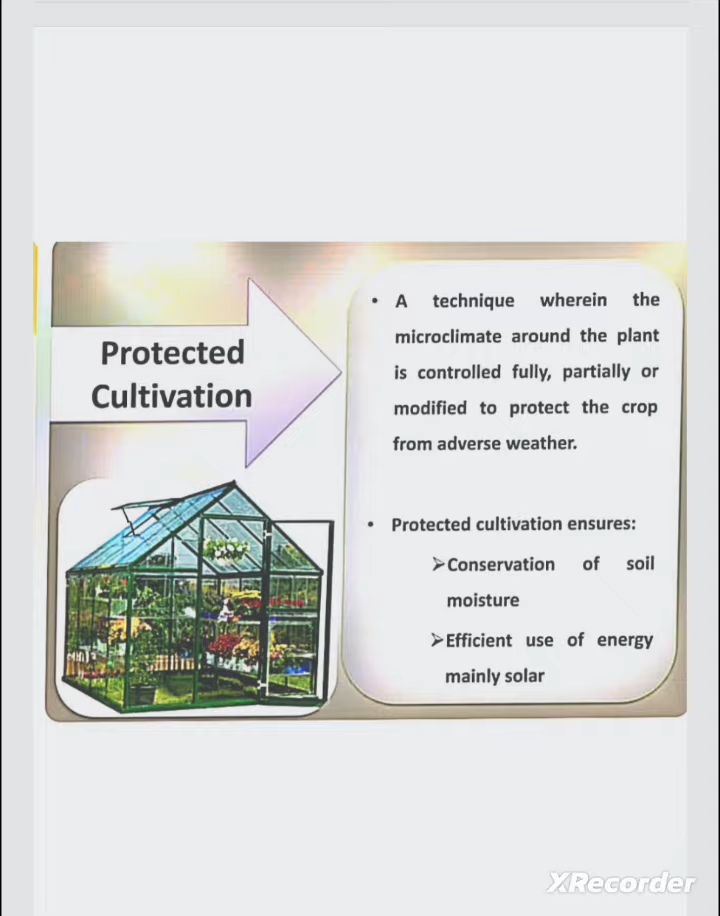 Protected
Cultivation
• A technique wherein the
microclimate around the plant
is controlled fully, partially or
modified to protect the crop
from adverse weather.
• Protected cultivation ensures:
➢Conservation of soil
moisture
➢Efficient use of energy
mainly solar
XRecorder